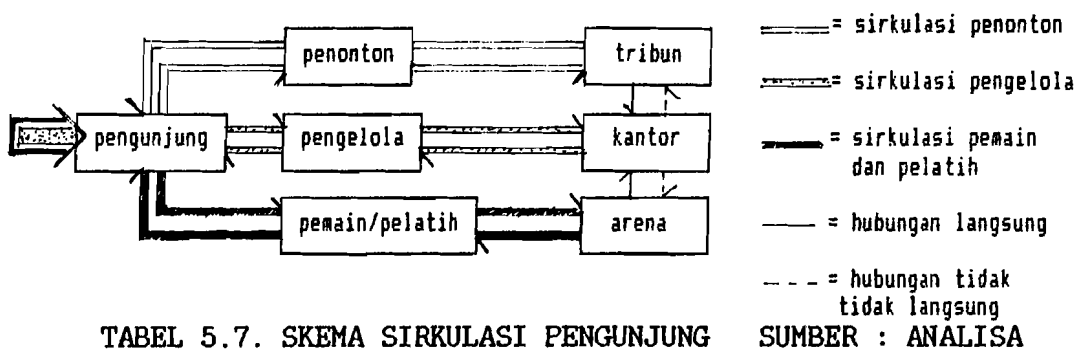 penonton
tribun
pengunjung
pengelola
kantor
pemain/pelatih
arena
= sirkulasi penonton
= sirkulasi pengelola
= sirkulasi pemain
dan pelatih
= hubungan langsung
= hubungan tidak
tidak langsung
TABEL 5.7. SKEMA SIRKULASI PENGUNJUNG SUMBER : ANALISA